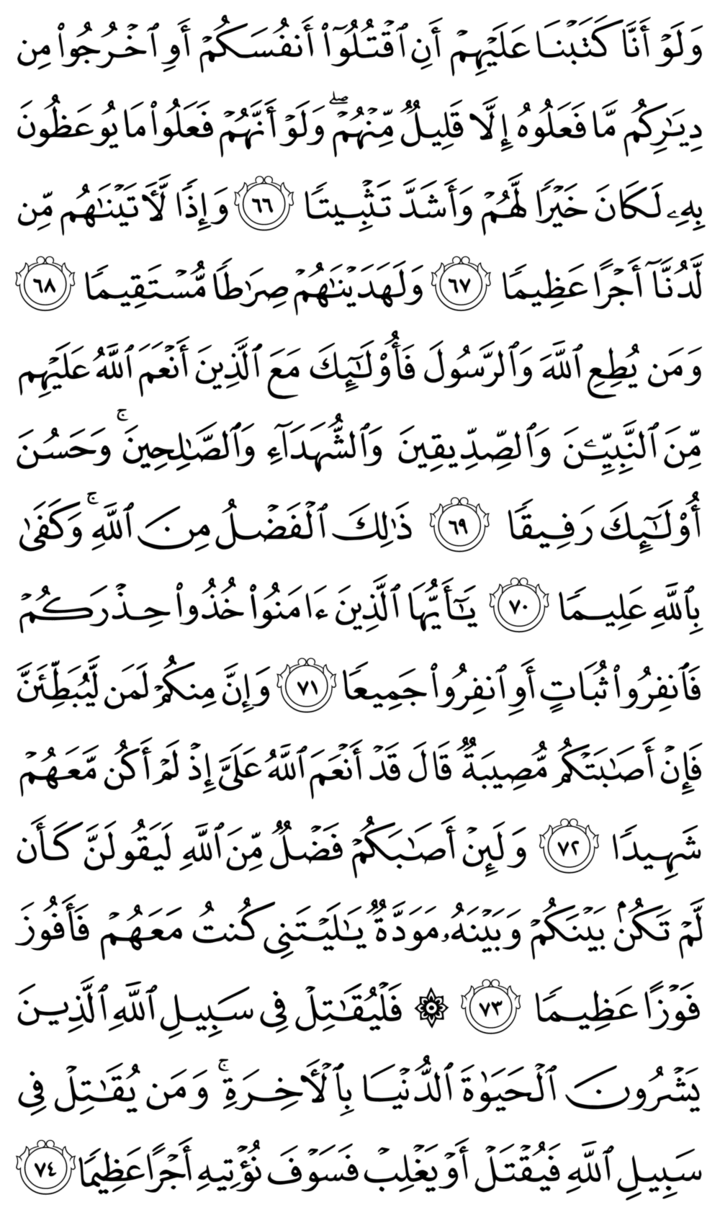 وَلَوۡ أَنَّا كَتَبۡنَا عَلَيۡهِمۡ أَنِ ٱقۡتُلُوٓاْ أَنفُسَكُمۡ أَوِ ٱخۡرُجُواْ مِن
دِيَٰرِكُم مَّا فَعَلُوهُ إِلَّا قَلِيلٞ مِّنۡهُمۡۖ وَلَوۡ أَنَّهُمۡ فَعَلُواْ مَا يُوعَظُونَ
بِهِۦ لَكَانَ خَيۡرٗا لَّهُمۡ وَأَشَدَّ تَثۡبِيتٗا ٦٦ وَإِذٗا لَّأٓتَيۡنَٰهُم مِّن
لَّدُنَّآ أَجۡرًا عَظِيمٗا ٦٧ وَلَهَدَيۡنَٰهُمۡ صِرَٰطٗا مُّسۡتَقِيمٗا ٦٨
وَمَن يُطِعِ ٱللَّهَ وَٱلرَّسُولَ فَأُوْلَٰٓئِكَ مَعَ ٱلَّذِينَ أَنۡعَمَ ٱللَّهُ عَلَيۡهِم
مِّنَ ٱلنَّبِيِّـۧنَ وَٱلصِّدِّيقِينَ وَٱلشُّهَدَآءِ وَٱلصَّٰلِحِينَۚ وَحَسُنَ
أُوْلَٰٓئِكَ رَفِيقٗا ٦٩ ذَٰلِكَ ٱلۡفَضۡلُ مِنَ ٱللَّهِۚ وَكَفَىٰ
بِٱللَّهِ عَلِيمٗا ٧٠ يَٰٓأَيُّهَا ٱلَّذِينَ ءَامَنُواْ خُذُواْ حِذۡرَكُمۡ
فَٱنفِرُواْ ثُبَاتٍ أَوِ ٱنفِرُواْ جَمِيعٗا ٧١ وَإِنَّ مِنكُمۡ لَمَن لَّيُبَطِّئَنَّ
فَإِنۡ أَصَٰبَتۡكُم مُّصِيبَةٞ قَالَ قَدۡ أَنۡعَمَ ٱللَّهُ عَلَيَّ إِذۡ لَمۡ أَكُن مَّعَهُمۡ
شَهِيدٗا ٧٢ وَلَئِنۡ أَصَٰبَكُمۡ فَضۡلٞ مِّنَ ٱللَّهِ لَيَقُولَنَّ كَأَن
لَّمۡ تَكُنۢ بَيۡنَكُمۡ وَبَيۡنَهُۥ مَوَدَّةٞ يَٰلَيۡتَنِي كُنتُ مَعَهُمۡ فَأَفُوزَ
فَوۡزًا عَظِيمٗا ٧٣ ۞ فَلۡيُقَٰتِلۡ فِي سَبِيلِ ٱللَّهِ ٱلَّذِينَ
يَشۡرُونَ ٱلۡحَيَوٰةَ ٱلدُّنۡيَا بِٱلۡأٓخِرَةِۚ وَمَن يُقَٰتِلۡ فِي
سَبِيلِ ٱللَّهِ فَيُقۡتَلۡ أَوۡ يَغۡلِبۡ فَسَوۡفَ نُؤۡتِيهِ أَجۡرًا عَظِيمٗا ٧٤